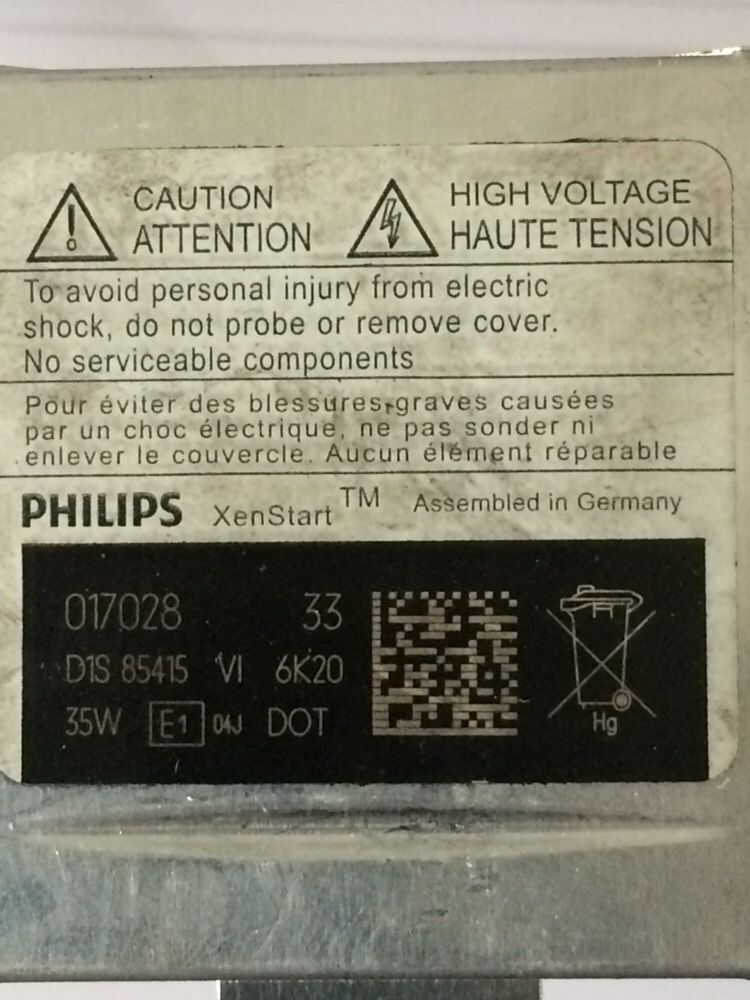 CAUTION
ATTENTION
HIGH VOLTAGE
HAUTE TENSION
To avoid personal injury from electric
shock, do not probe or remove cover.
No serviceable components
Pour éviter des blessures graves causées
par un choc électrique, ne pas sonder ni
enlever le couvercle. Aucun élément réparable
PHILIPS XenStart™ Assembled in Germany
017028 33
D1S 85415 VI 6K20
35W E1 04J DOT
Hg